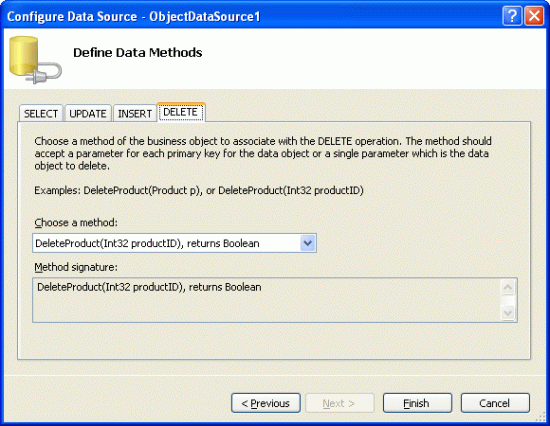 Configure Data Source - ObjectDataSource1
Define Data Methods
SELECT UPDATE INSERT DELETE
Choose a method of the business object to associate with the DELETE operation. The method should
accept a parameter for each primary key for the data object or a single parameter which is the data
object to delete.
Examples: DeleteProduct(Product p), or DeleteProduct(Int32 productID)
Choose a method:
DeleteProduct(Int32 productID), returns Boolean
Method signature:
DeleteProduct(Int32 productID), returns Boolean
< Previous Next > Finish Cancel